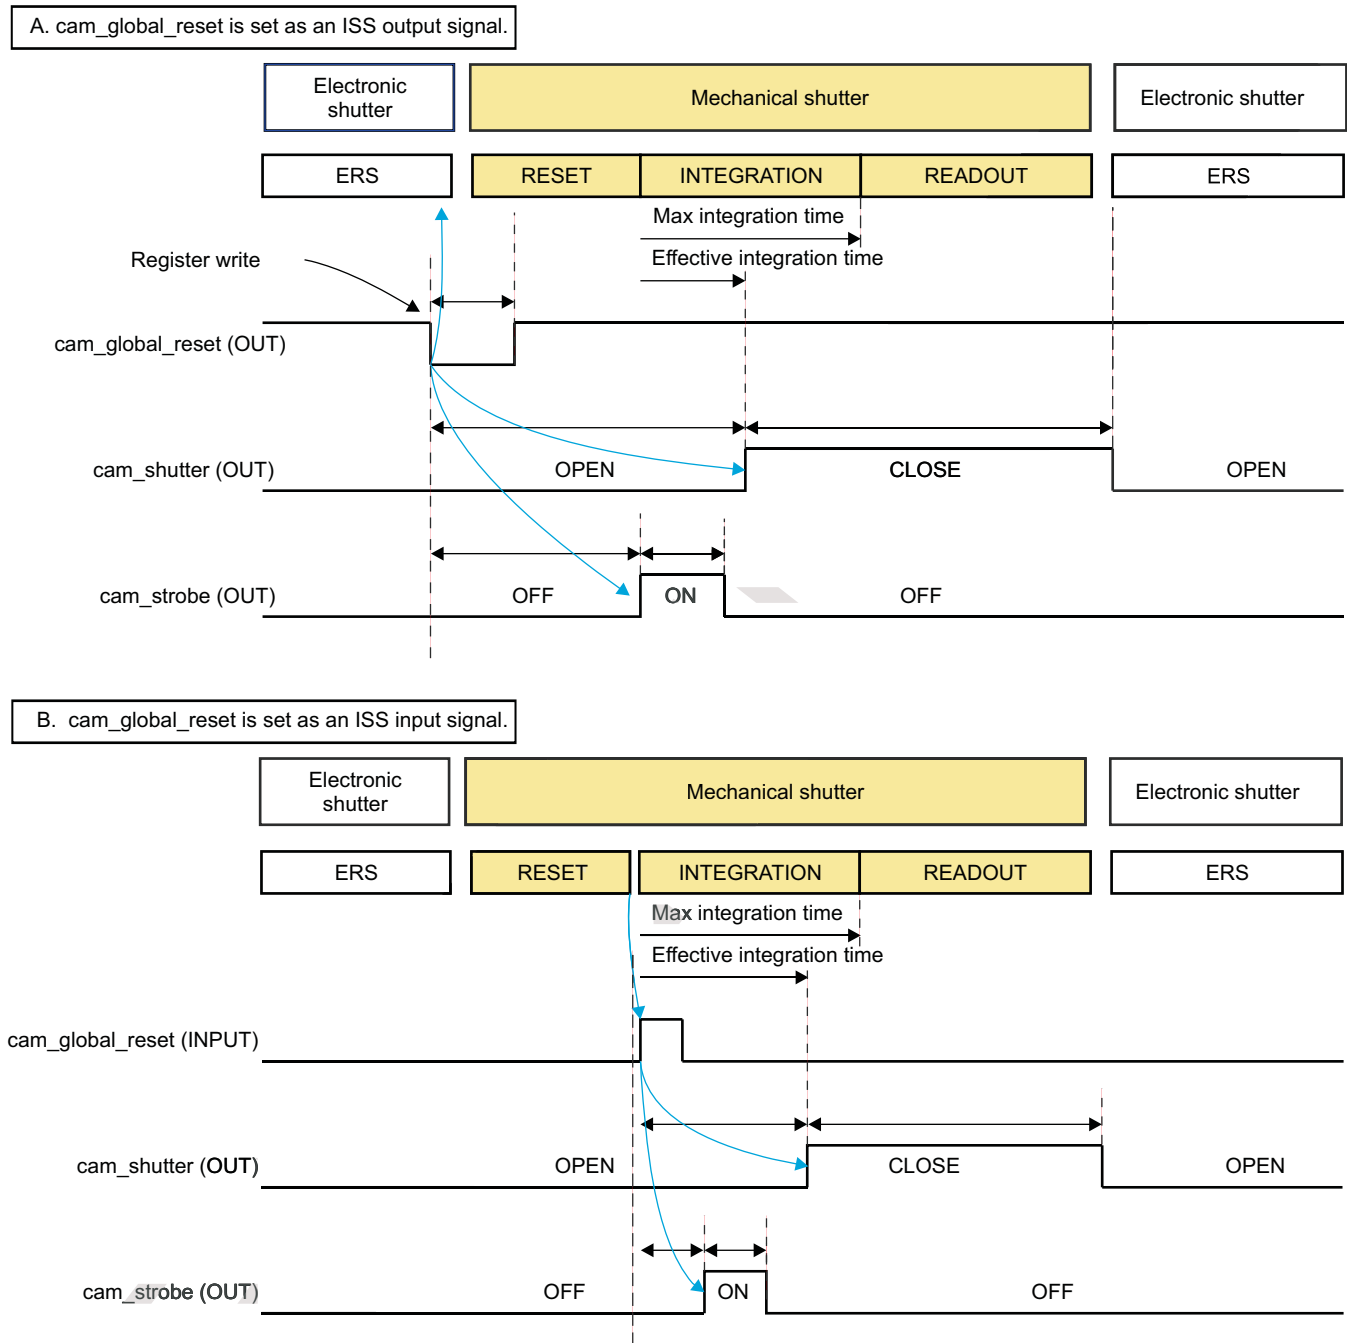 A. cam_global_reset is set as an ISS output signal.
Electronic
shutter
Mechanical shutter
Electronic shutter
ERS
RESET
INTEGRATION
READOUT
ERS
Max integration time
Effective integration time
Register write
cam_global_reset (OUT)
cam_shutter (OUT)
OPEN
CLOSE
OPEN
cam_strobe (OUT)
OFF
ON
OFF
B. cam_global_reset is set as an ISS input signal.
Electronic
shutter
Mechanical shutter
Electronic shutter
ERS
RESET
INTEGRATION
READOUT
ERS
Max integration time
Effective integration time
cam_global_reset (INPUT)
cam_shutter (OUT)
OPEN
CLOSE
OPEN
cam_strobe (OUT)
OFF
ON
OFF